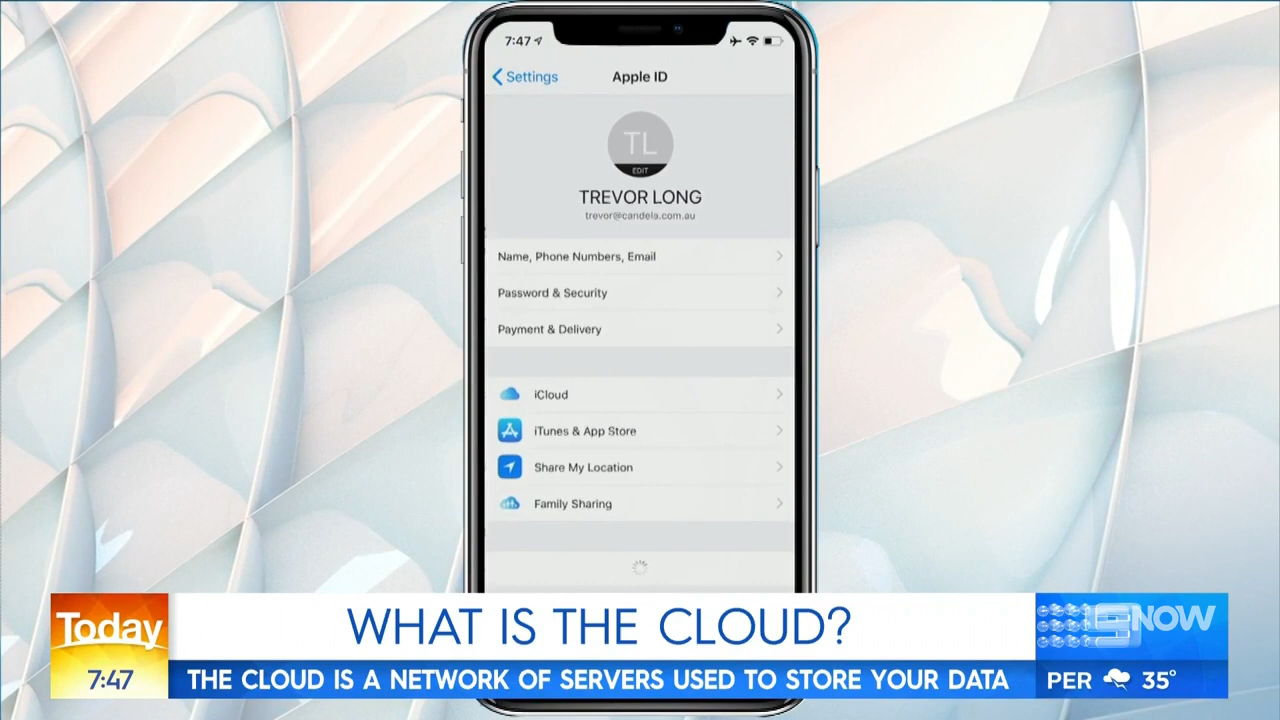 7:47
Settings
Apple ID
TL
EDIT
TREVOR LONG
trevor@candela.com.au
Name, Phone Numbers, Email
Password & Security
Payment & Delivery
iCloud
iTunes & App Store
Share My Location
Family Sharing
Today
WHAT IS THE CLOUD?
9NOW
7:47
THE CLOUD IS A NETWORK OF SERVERS USED TO STORE YOUR DATA
PER 35°